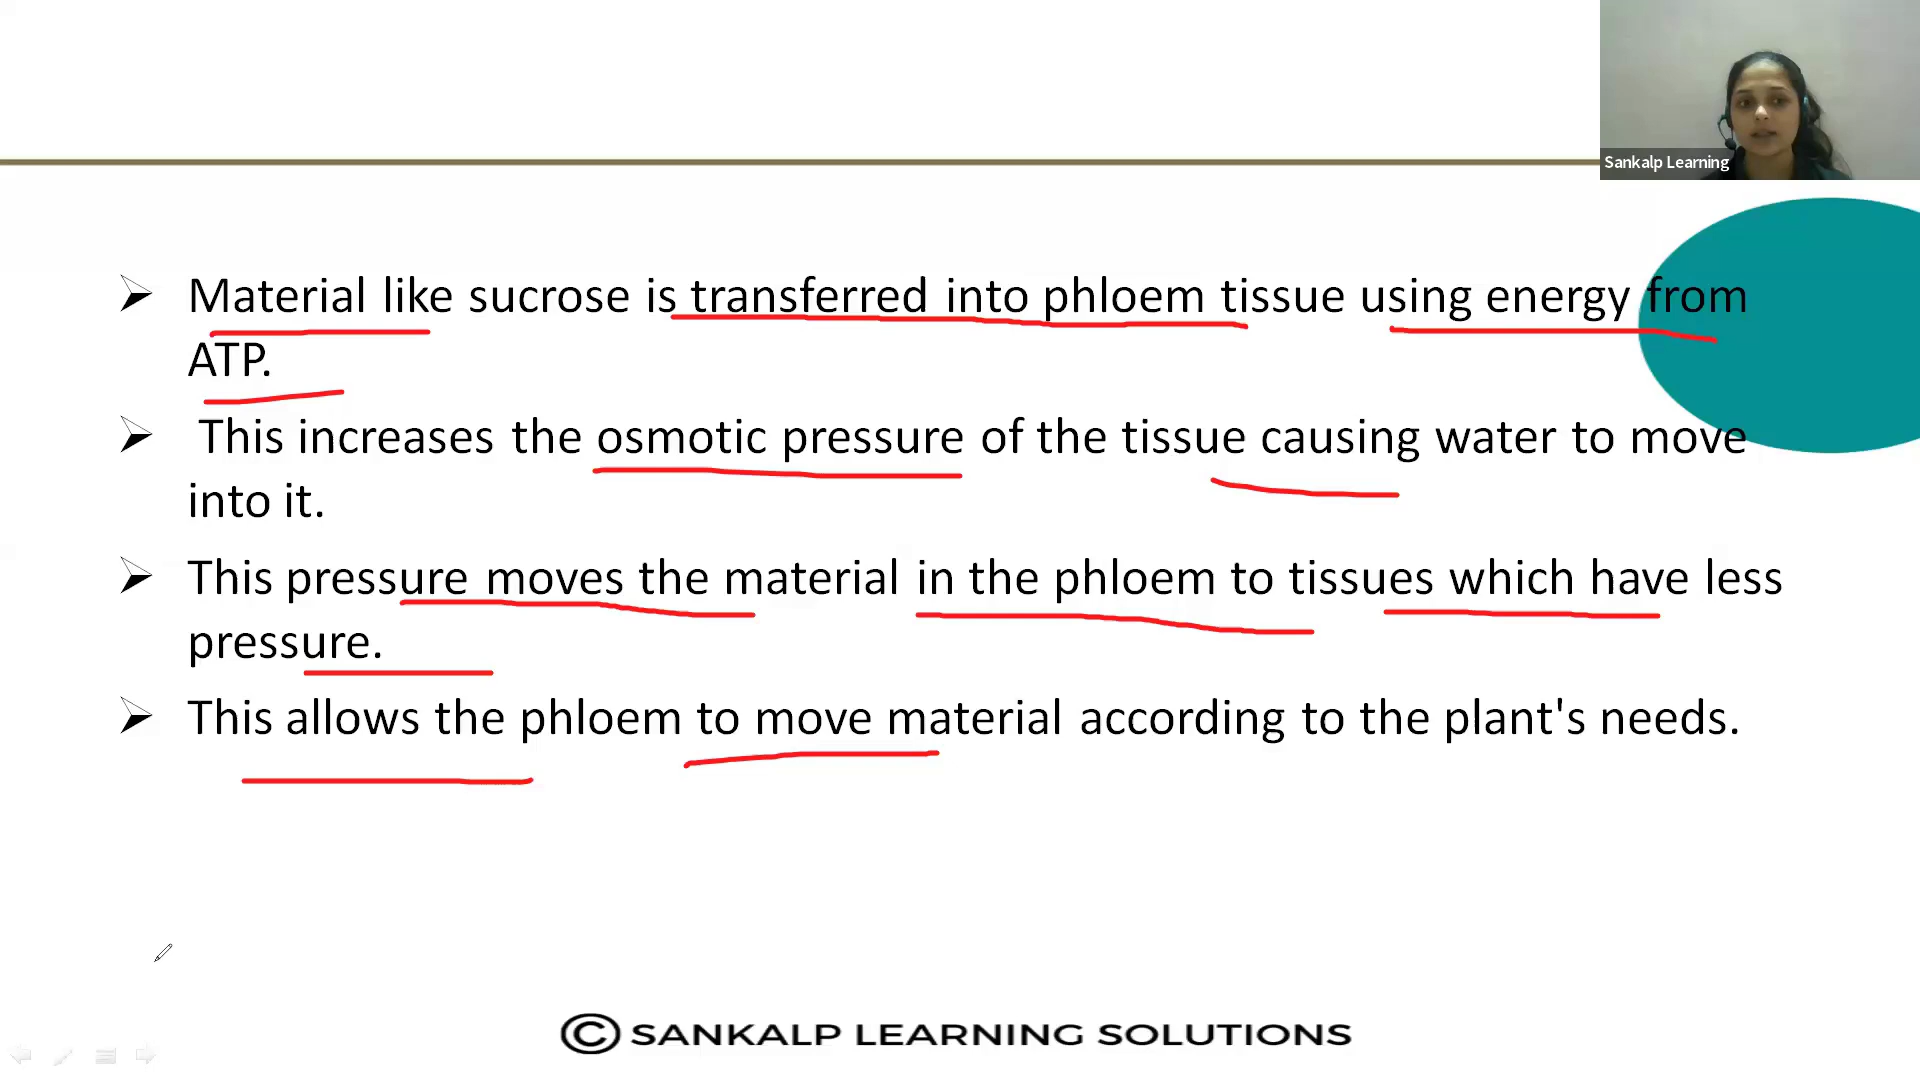 Sankalp Learning
Material like sucrose is transferred into phloem tissue using energy from
ATP.
This increases the osmotic pressure of the tissue causing water to move
into it.
This pressure moves the material in the phloem to tissues which have less
pressure.
This allows the phloem to move material according to the plant's needs.
© SANKALP LEARNING SOLUTIONS